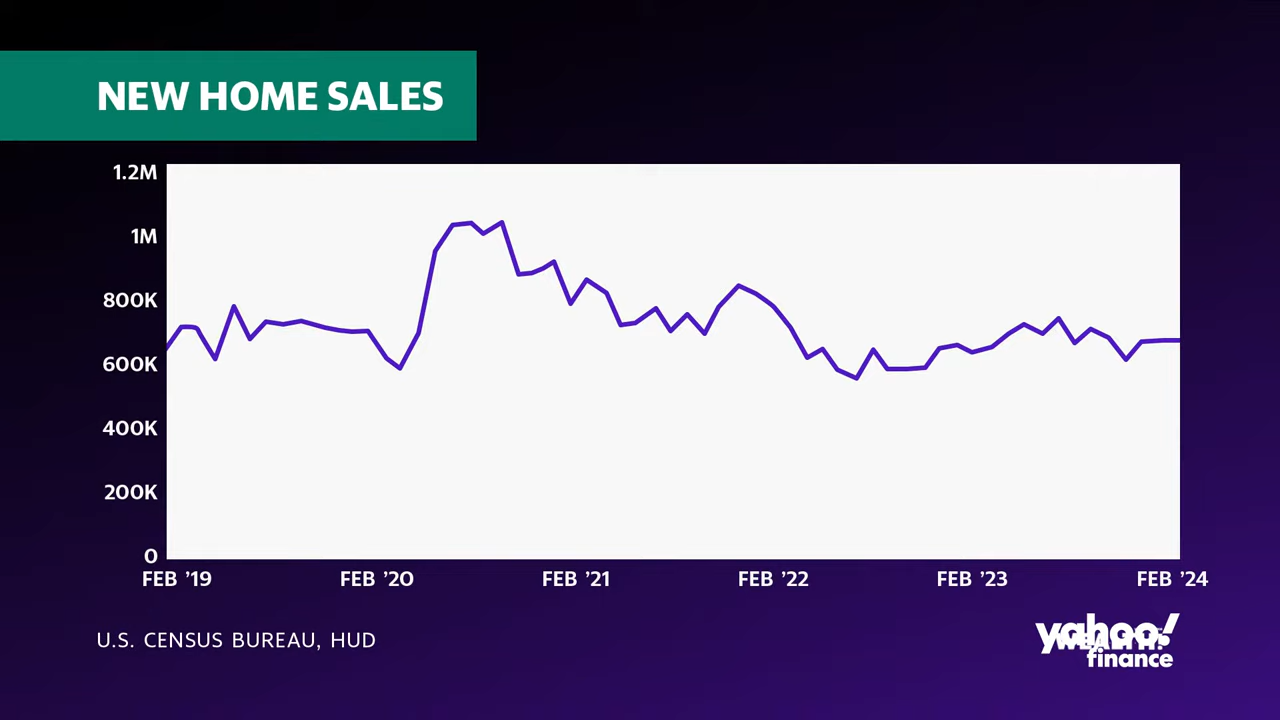 NEW HOME SALES
1.2M
1M
800K
600K
400K
200K
0
FEB ’19 FEB ’20 FEB ’21 FEB ’22 FEB ’23 FEB ’24
U.S. CENSUS BUREAU, HUD
yahoo!
finance